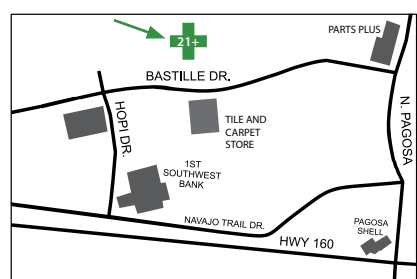 PARTS PLUS
21+
BASTILLE DR.
N. PAGOSA
HOPI DR.
TILE AND
CARPET
STORE
1ST
SOUTHWEST
BANK
NAVAJO TRAIL DR.
PAGOSA
SHELL
HWY 160